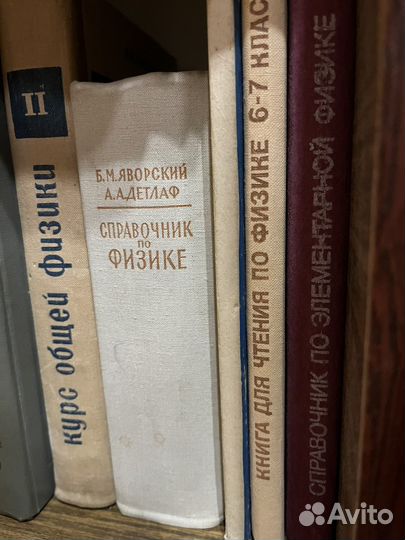 II
курс общей физики
Б.М.ЯВОРСКИЙ
А.А.ДЕТЛАФ
СПРАВОЧНИК
ПО
ФИЗИКЕ
КНИГА ДЛЯ ЧТЕНИЯ ПО ФИЗИКЕ 6-7 КЛАС
СПРАВОЧНИК ПО ЭЛЕМЕНТАРНОЙ ФИЗИКЕ
Avito